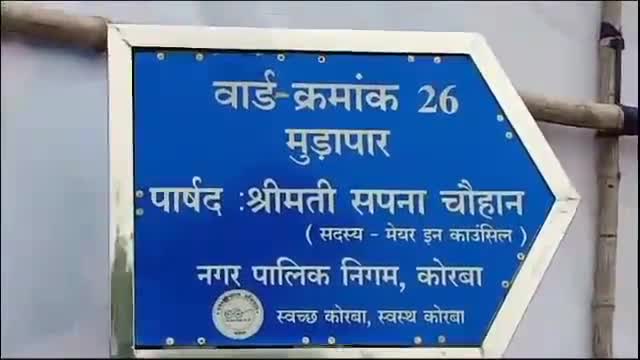 वार्ड-क्रमांक 26
मुड़ापार
पार्षद : श्रीमती सपना चौहान
( सदस्य - मेयर इन काउंसिल )
नगर पालिक निगम, कोरबा
स्वच्छ कोरबा, स्वस्थ कोरबा